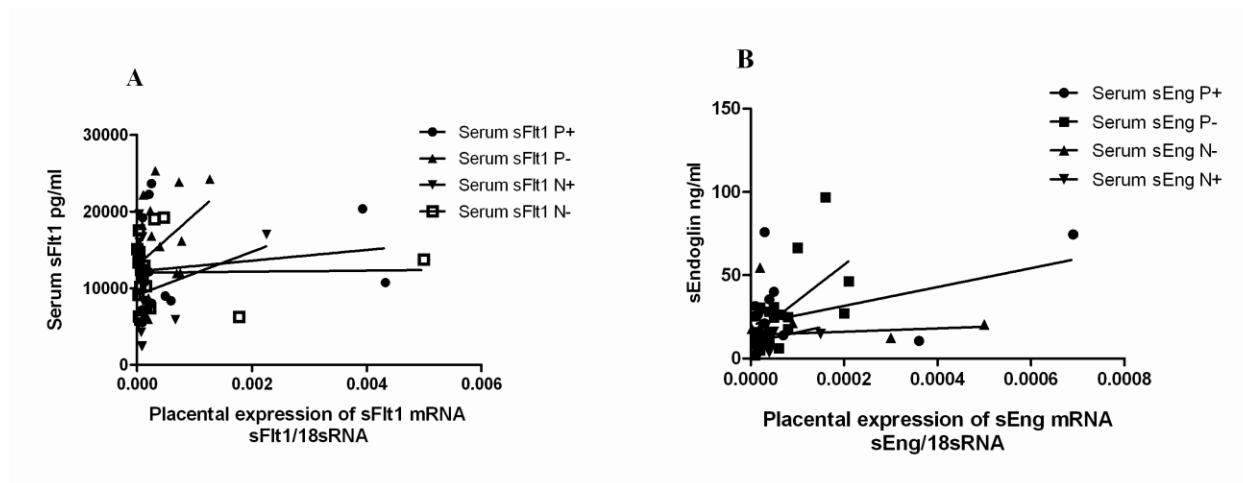 A
Serum sFlt1 pg/ml
30000
20000
10000
0
0.000
0.002
0.004
0.006
Placental expression of sFlt1 mRNA
sFlt1/18sRNA
Serum sFlt1 P+
Serum sFlt1 P-
Serum sFlt1 N+
Serum sFlt1 N-
B
sEndoglin ng/ml
150
100
50
0
0.0000
0.0002
0.0004
0.0006
0.0008
Placental expression of sEng mRNA
sEng/18sRNA
Serum sEng P+
Serum sEng P-
Serum sEng N-
Serum sEng N+